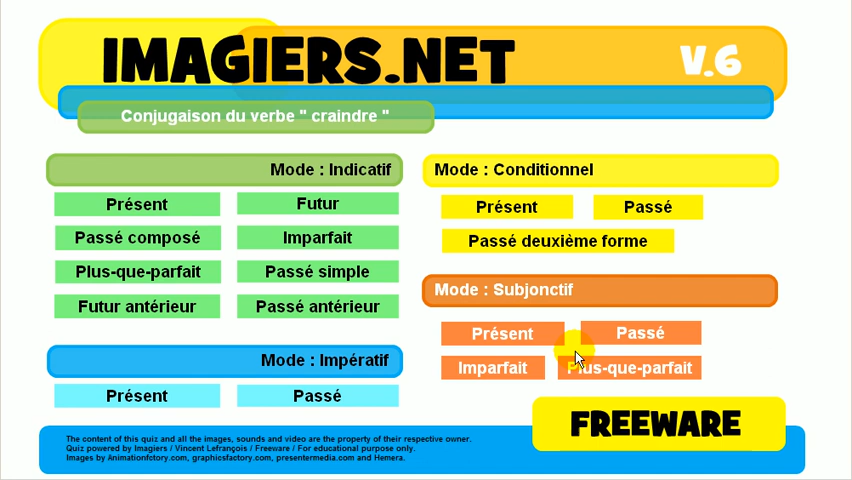 IMAGIERS.NET
V.6
Conjugaison du verbe " craindre "
Mode : Indicatif
Présent
Futur
Passé composé
Imparfait
Plus-que-parfait
Passé simple
Futur antérieur
Passé antérieur
Mode : Impératif
Présent
Passé
Mode : Conditionnel
Présent
Passé
Passé deuxième forme
Mode : Subjonctif
Présent
Passé
Imparfait
Plus-que-parfait
FREEWARE
The content of this quiz and all the images, sounds and video are the property of their respective owner.
Quiz powered by Imagiers / Vincent Lefrançois / Freeware / For educational purpose only.
Images by Animationfctory.com, graphicsfactory.com, presentermedia.com and Hemera.